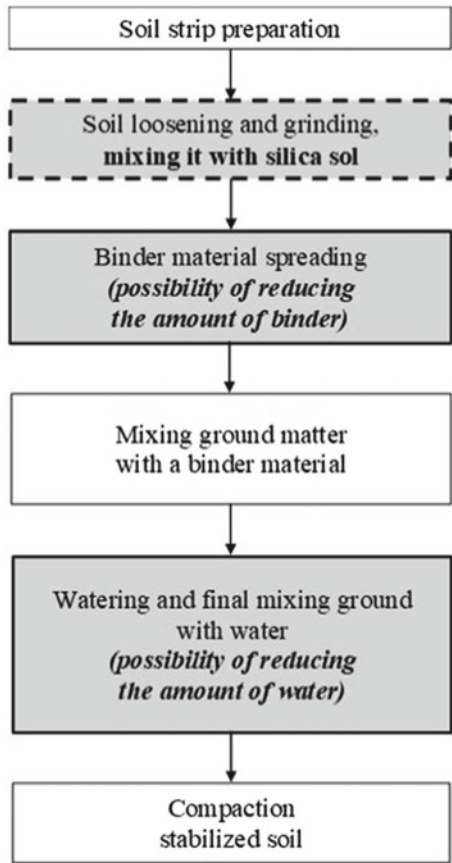 Soil strip preparation
Soil loosening and grinding,
mixing it with silica sol
Binder material spreading
(possibility of reducing
the amount of binder)
Mixing ground matter
with a binder material
Watering and final mixing ground
with water
(possibility of reducing
the amount of water)
Compaction
stabilized soil